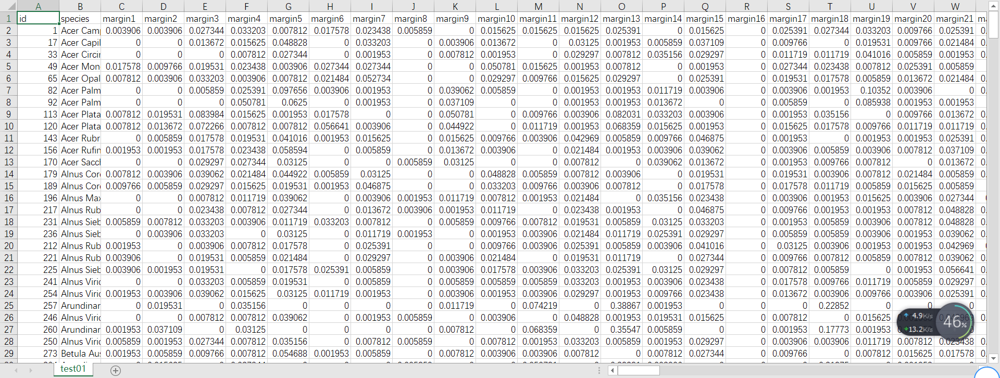 A B C D E F G H I J K L M N O P Q R S T U V W
1 id species margin1 margin2 margin3 margin4 margin5 margin6 margin7 margin8 margin9 margin10 margin11 margin12 margin13 margin14 margin15 margin16 margin17 margin18 margin19 margin20 margin21
2 1 Acer Camp 0.003906 0.003906 0.027344 0.033203 0.007812 0.017578 0.023438 0.005859 0 0.015625 0.015625 0.015625 0.025391 0 0.015625 0 0.025391 0.027344 0.033203 0.009766 0.025391 0.
3 17 Acer Capil 0 0 0.013672 0.015625 0.048828 0 0.033203 0 0.003906 0.013672 0 0.03125 0.001953 0.005859 0.037109 0 0.009766 0 0.019531 0.009766 0.021484 0.
4 33 Acer Circin 0 0 0 0.007812 0.027344 0 0.001953 0 0.007812 0.001953 0 0.029297 0.007812 0.035156 0.029297 0 0.011719 0.011719 0.041016 0.005859 0.001953 0.
5 49 Acer Mon 0.017578 0.009766 0.019531 0.023438 0.003906 0.027344 0.027344 0 0 0.050781 0.015625 0.001953 0.007812 0 0.001953 0 0.027344 0.023438 0.007812 0.025391 0.005859
6 65 Acer Opal 0.007812 0.003906 0.033203 0.003906 0.007812 0.021484 0.052734 0 0 0.029297 0.009766 0.015625 0.029297 0 0.025391 0 0.019531 0.017578 0.005859 0.013672 0.021484 0.
7 82 Acer Palm 0 0 0.005859 0.025391 0.097656 0.003906 0.001953 0 0.039062 0.005859 0 0.001953 0.001953 0.011719 0.003906 0 0.003906 0.001953 0.10352 0.003906 0 0.
8 92 Acer Palm 0 0 0 0.050781 0.0625 0 0.001953 0 0.037109 0 0 0.001953 0.001953 0.013672 0 0 0.005859 0 0.085938 0.001953 0.001953
9 113 Acer Plata 0.007812 0.019531 0.083984 0.015625 0.001953 0.017578 0 0 0.050781 0 0.009766 0.003906 0.082031 0.033203 0.003906 0 0.001953 0.035156 0 0.009766 0.013672 0.
10 120 Acer Plata 0.007812 0.013672 0.072266 0.007812 0.007812 0.056641 0.003906 0 0.044922 0 0.011719 0.001953 0.068359 0.015625 0.001953 0 0.015625 0.017578 0.009766 0.011719 0.011719 0.
11 143 Acer Rubr 0 0.005859 0.017578 0.019531 0.041016 0.001953 0.015625 0 0.015625 0.009766 0.003906 0.042969 0.005859 0.009766 0.046875 0 0.001953 0 0.001953 0.001953 0.025391 0.
12 156 Acer Rufin 0.001953 0.001953 0.017578 0.023438 0.058594 0 0.005859 0 0.013672 0.003906 0 0.021484 0.001953 0.003906 0.039062 0 0.003906 0.005859 0.003906 0.007812 0.037109 0.
13 170 Acer Sacc 0 0 0.029297 0.027344 0.03125 0 0 0.005859 0.03125 0 0 0.007812 0 0.039062 0.013672 0 0.001953 0.009766 0.007812 0 0.013672 0.
14 179 Alnus Cor 0.007812 0.003906 0.039062 0.021484 0.044922 0.005859 0.03125 0 0 0.048828 0.005859 0.007812 0.003906 0 0.019531 0 0.019531 0.003906 0.007812 0.021484 0.005859 0.
15 189 Alnus Cor 0.009766 0.005859 0.029297 0.015625 0.019531 0.001953 0.046875 0 0 0.033203 0.009766 0.003906 0.007812 0 0.017578 0 0.017578 0.011719 0.005859 0.015625 0.005859
16 196 Alnus Max 0 0 0.007812 0.011719 0.039062 0 0.003906 0.001953 0.011719 0.007812 0.001953 0.021484 0 0.035156 0.023438 0 0.003906 0.001953 0.015625 0.003906 0.027344
17 217 Alnus Rub 0 0 0.023438 0.007812 0.027344 0 0.013672 0.003906 0.001953 0.011719 0 0.023438 0.001953 0 0.046875 0 0.009766 0.001953 0.001953 0.007812 0.048828 0.
18 231 Alnus Sieb 0.005859 0.007812 0.033203 0.003906 0.011719 0.033203 0.007812 0 0.005859 0.009766 0.007812 0.019531 0.005859 0.03125 0.033203 0 0.001953 0.005859 0.003906 0.007812 0.048828 0.
19 236 Alnus Sieb 0 0.003906 0.033203 0 0.03125 0 0.011719 0.001953 0 0.001953 0.003906 0.021484 0.011719 0.025391 0.029297 0 0.005859 0.005859 0.003906 0.001953 0.039062 0.
20 212 Alnus Rub 0.001953 0 0.003906 0.007812 0.017578 0 0.025391 0 0 0.009766 0.003906 0.025391 0.005859 0.003906 0.041016 0 0.03125 0.003906 0.001953 0.001953 0.042969
21 221 Alnus Rub 0.003906 0 0.019531 0.005859 0.021484 0 0.029297 0 0.003906 0.021484 0 0.019531 0.011719 0 0.027344 0 0.009766 0.007812 0.005859 0.007812 0.039062 0.
22 225 Alnus Sieb 0.003906 0.001953 0.019531 0 0.017578 0.025391 0.005859 0 0.003906 0.017578 0.003906 0.033203 0.025391 0.03125 0.029297 0 0.007812 0.005859 0 0.001953 0.056641 0.
23 241 Alnus Virid 0 0 0.033203 0.005859 0.019531 0 0.005859 0 0.005859 0.005859 0.005859 0.033203 0.001953 0.003906 0.023438 0 0.017578 0.009766 0.011719 0.005859 0.029297 0.
24 254 Alnus Virid 0.001953 0.003906 0.039062 0.015625 0.03125 0.011719 0.001953 0 0.003906 0.001953 0.003906 0.029297 0.001953 0.009766 0.023438 0 0.013672 0.003906 0.009766 0.003906 0.025391 0.
25 257 Arundinar 0 0.019531 0 0.035156 0 0 0 0 0.011719 0 0.074219 0 0.38867 0.001953 0 0 0 0.22852 0 0 0
26 246 Alnus Virid 0 0 0.007812 0.007812 0.039062 0 0.001953 0.005859 0 0.003906 0 0.048828 0.001953 0.019531 0.015625 0 0.007812 0 0.015625 0.
27 260 Arundinar 0.001953 0.037109 0 0.03125 0 0 0 0 0.007812 0 0.068359 0 0.35547 0.005859 0 0 0.001953 0.17773 0.001953
28 250 Alnus Virid 0.005859 0.001953 0.027344 0.007812 0.035156 0 0.007812 0.005859 0 0.007812 0.001953 0.033203 0.005859 0.001953 0.029297 0 0.003906 0.003906 0.011719 0.007812 0.023438 0.
29 273 Betula Aus 0.001953 0.005859 0.009766 0.007812 0.054688 0.001953 0.005859 0 0.007812 0.003906 0.003906 0.007812 0 0.007812 0.027344 0 0.009766 0 0.007812 0.015625 0.017578 0.
4.9K/s
13.2K/s
46%
test01